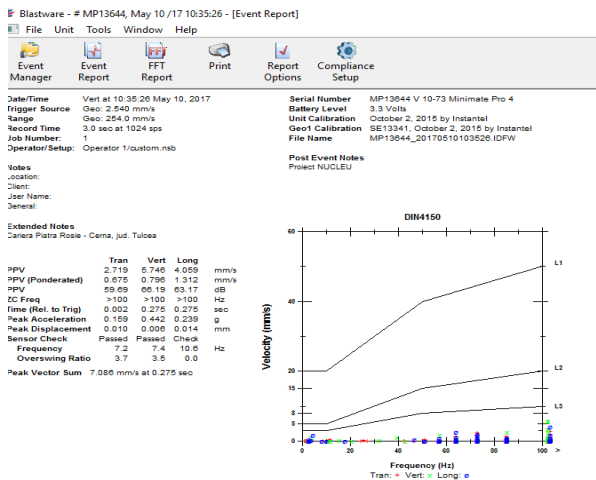 Blastware - # MP13644, May 10 /17 10:35:26 - [Event Report]
File Unit Tools Window Help
Event Manager
Event Report
FFT Report
Print
Report Options
Compliance Setup
Date/Time Vert at 10:35:26 May 10, 2017
Trigger Source Geo: 2.540 mm/s
Range Geo: 254.0 mm/s
Record Time 3.0 sec at 1024 sps
Job Number: 1
Operator/Setup: Operator 1/custom.nsb
Serial Number MP13644 V 10-73 Minimate Pro 4
Battery Level 3.3 Volts
Unit Calibration October 2, 2015 by Instantel
Geo1 Calibration SE13341, October 2, 2015 by Instantel
File Name MP13644_20170510103526.IDFW
Notes
Location:
Client:
User Name:
General:
Post Event Notes
Proiect NUCLEU
Extended Notes
Cariera Piatra Rosie - Cerna, jud. Tulcea
Tran Vert Long
PPV 2.719 5.746 4.059 mm/s
PPV (Ponderated) 0.675 0.796 1.312 mm/s
PPV 59.69 66.19 63.17 dB
ZC Freq >100 >100 >100 Hz
Time (Rel. to Trig) 0.002 0.275 0.275 sec
Peak Acceleration 0.159 0.442 0.239 g
Peak Displacement 0.010 0.006 0.014 mm
Sensor Check Passed Passed Check
Frequency 7.2 7.4 10.6 Hz
Overswing Ratio 3.7 3.5 0.0
Peak Vector Sum 7.086 mm/s at 0.275 sec
DIN4150
Velocity (mm/s)
60
40
20
15
8
5
0
L1
L2
L3
0 20 40 60 80 100 >
Frequency (Hz)
Tran: + Vert: x Long: ø